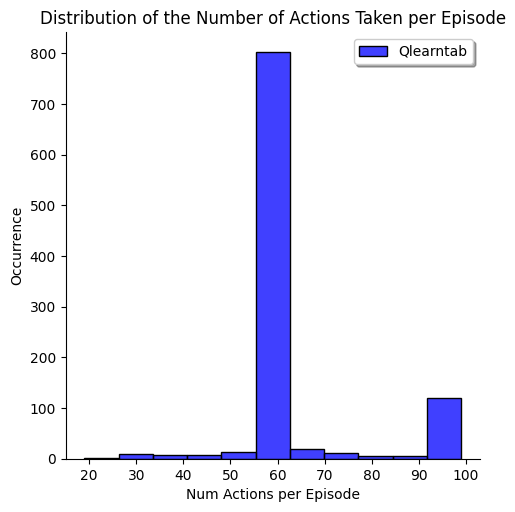 Distribution of the Number of Actions Taken per Episode
Qlearntab
800
700
600
500
400
300
200
100
0
Occurrence
20 30 40 50 60 70 80 90 100
Num Actions per Episode